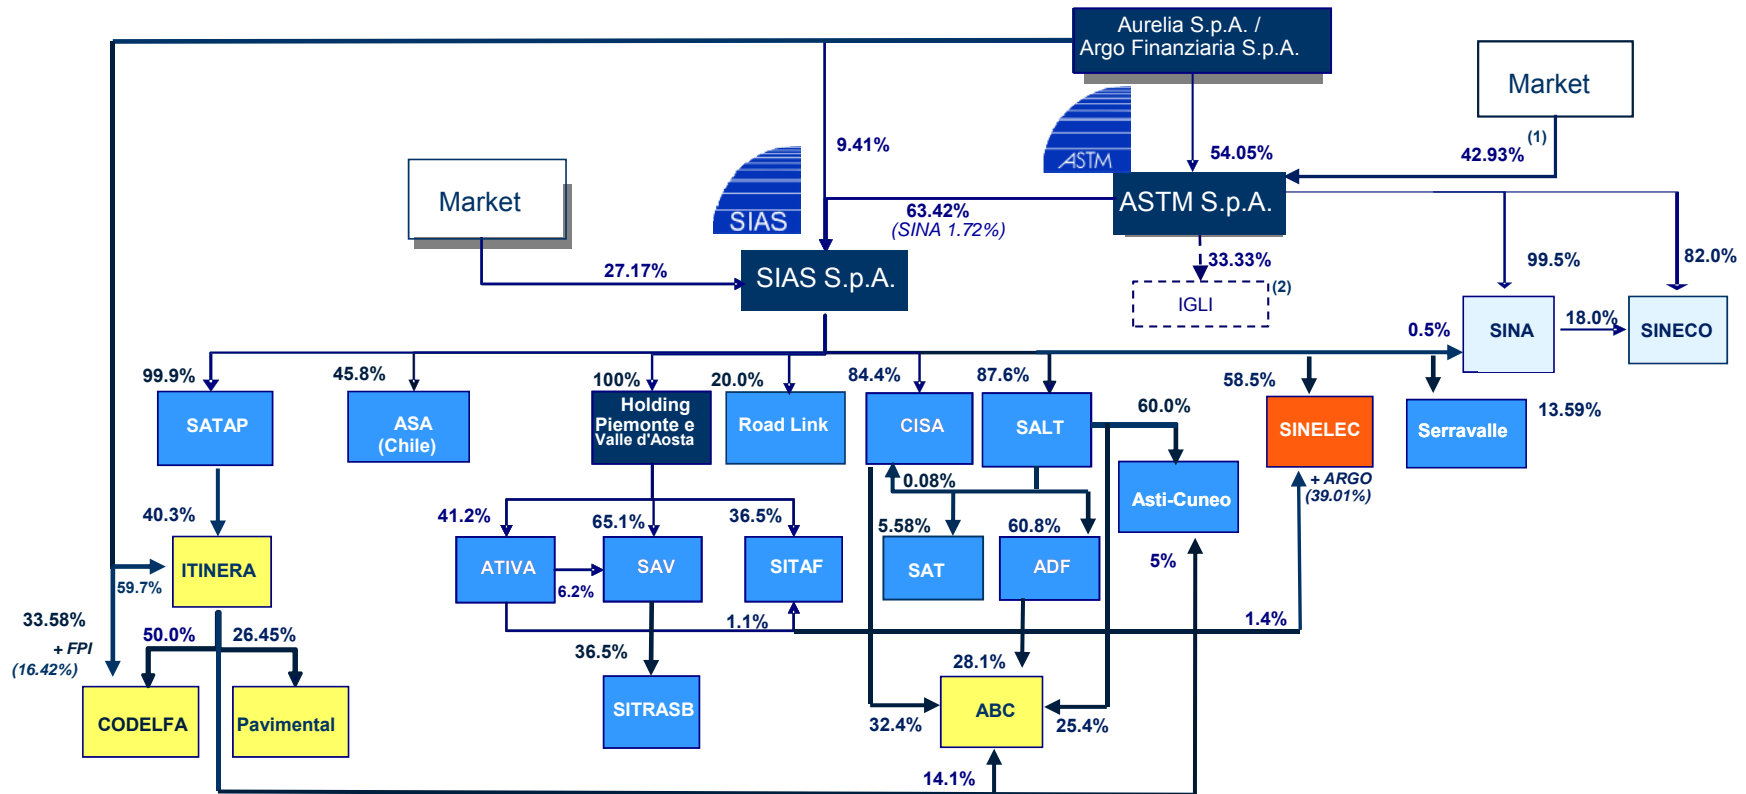 Aurelia S.p.A. /
Argo Finanziaria S.p.A.
Market
(1)
9.41%
54.05%
42.93%
ASTM
Market
SIAS
ASTM S.p.A.
63.42%
(SINA 1.72%)
27.17%
SIAS S.p.A.
33.33%
(2)
IGLI
99.5%
82.0%
0.5%
SINA
18.0%
SINECO
99.9%
45.8%
100%
20.0%
84.4%
87.6%
60.0%
58.5%
13.59%
SATAP
ASA
(Chile)
Holding
Piemonte e
Valle d'Aosta
Road Link
CISA
SALT
SINELEC
Serravalle
+ ARGO
(39.01%)
0.08%
Asti-Cuneo
40.3%
41.2%
65.1%
36.5%
5.58%
60.8%
5%
ITINERA
59.7%
ATIVA
6.2%
SAV
SITAF
SAT
ADF
33.58%
+ FPI
(16.42%)
50.0%
26.45%
1.1%
1.4%
36.5%
28.1%
CODELFA
Pavimental
SITRASB
32.4%
ABC
25.4%
14.1%